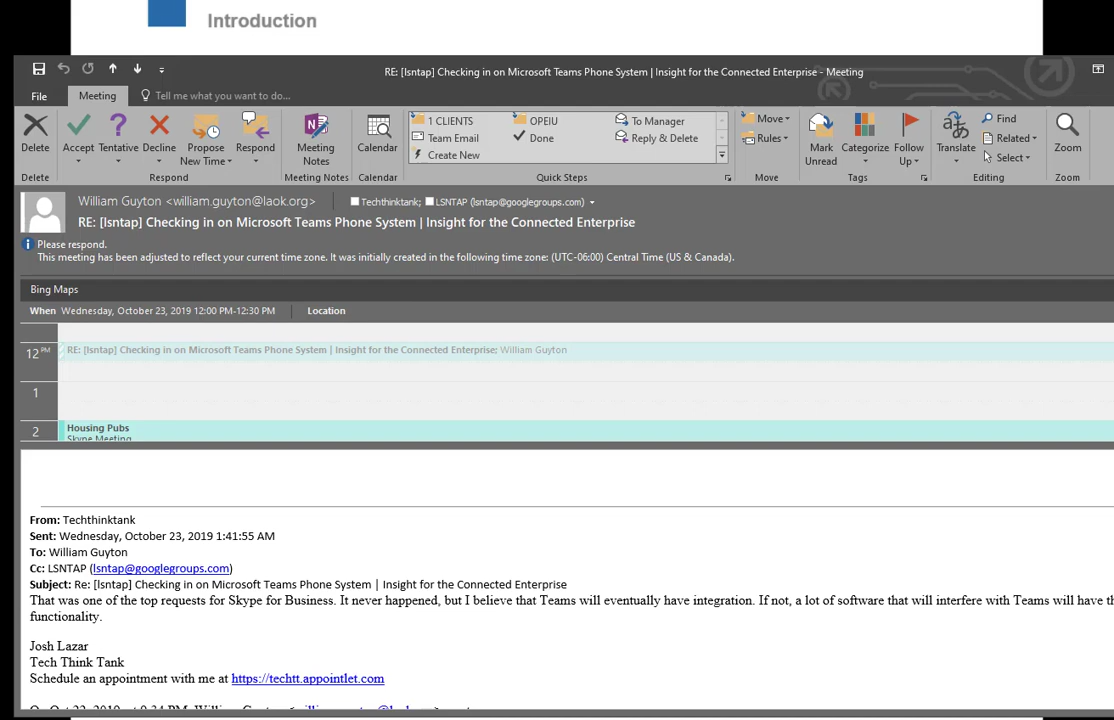 Introduction
RE: [lsntap] Checking in on Microsoft Teams Phone System | Insight for the Connected Enterprise - Meeting
File Meeting Tell me what you want to do...
Delete Accept Tentative Decline Propose New Time Respond Meeting Notes Calendar
1 CLIENTS OPEIU To Manager
Team Email Done Reply & Delete
Create New
Move Rules Mark Unread Categorize Follow Up Translate Find Related Select Zoom
Delete Respond Meeting Notes Calendar Quick Steps Move Tags Editing Zoom
William Guyton <william.guyton@laok.org> Techthinktank; LSNTAP (lsntap@googlegroups.com)
RE: [lsntap] Checking in on Microsoft Teams Phone System | Insight for the Connected Enterprise
Please respond.
This meeting has been adjusted to reflect your current time zone. It was initially created in the following time zone: (UTC-06:00) Central Time (US & Canada).
Bing Maps
When Wednesday, October 23, 2019 12:00 PM-12:30 PM Location
12 PM RE: [lsntap] Checking in on Microsoft Teams Phone System | Insight for the Connected Enterprise; William Guyton
1
2 Housing Pubs
Skype Meeting
From: Techthinktank
Sent: Wednesday, October 23, 2019 1:41:55 AM
To: William Guyton
Cc: LSNTAP (lsntap@googlegroups.com)
Subject: Re: [lsntap] Checking in on Microsoft Teams Phone System | Insight for the Connected Enterprise
That was one of the top requests for Skype for Business. It never happened, but I believe that Teams will eventually have integration. If not, a lot of software that will interfere with Teams will have
functionality.
Josh Lazar
Tech Think Tank
Schedule an appointment with me at https://techtt.appointlet.com